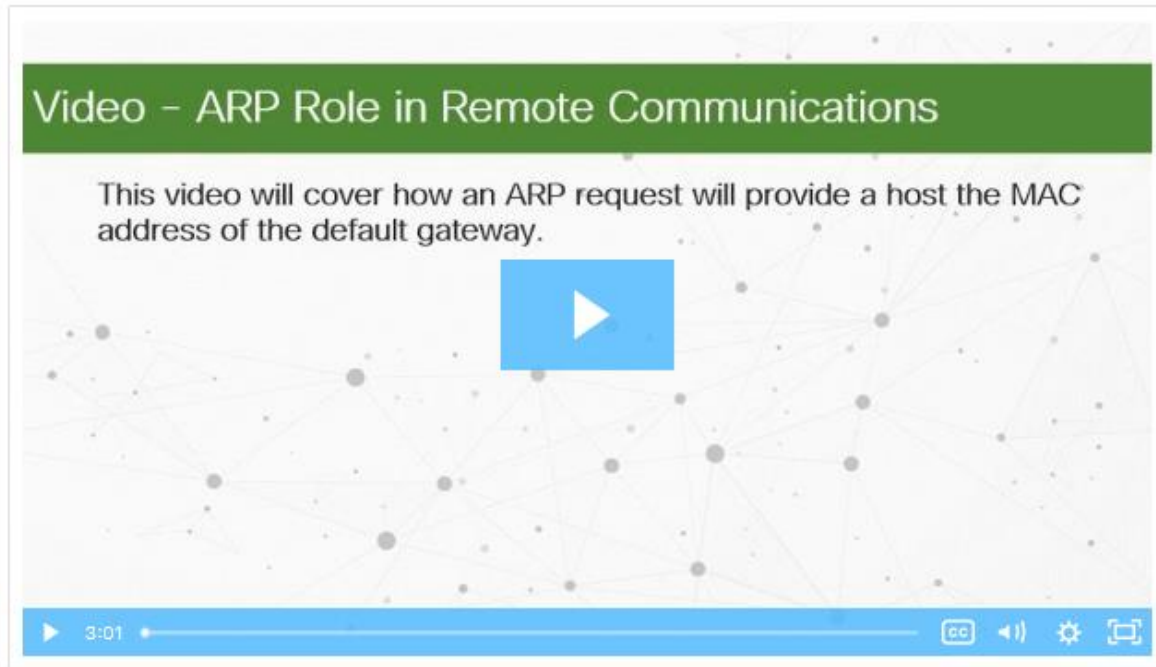 Video - ARP Role in Remote Communications
This video will cover how an ARP request will provide a host the MAC
address of the default gateway.
3:01
CC